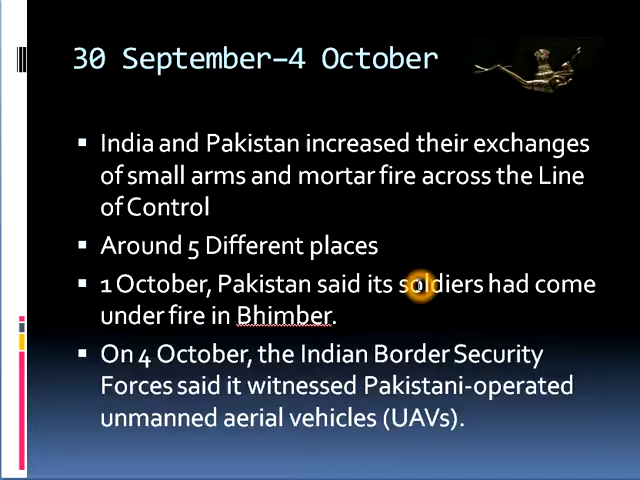 30 September–4 October
▪ India and Pakistan increased their exchanges
of small arms and mortar fire across the Line
of Control
▪ Around 5 Different places
▪ 1 October, Pakistan said its soldiers had come
under fire in Bhimber.
▪ On 4 October, the Indian Border Security
Forces said it witnessed Pakistani-operated
unmanned aerial vehicles (UAVs).